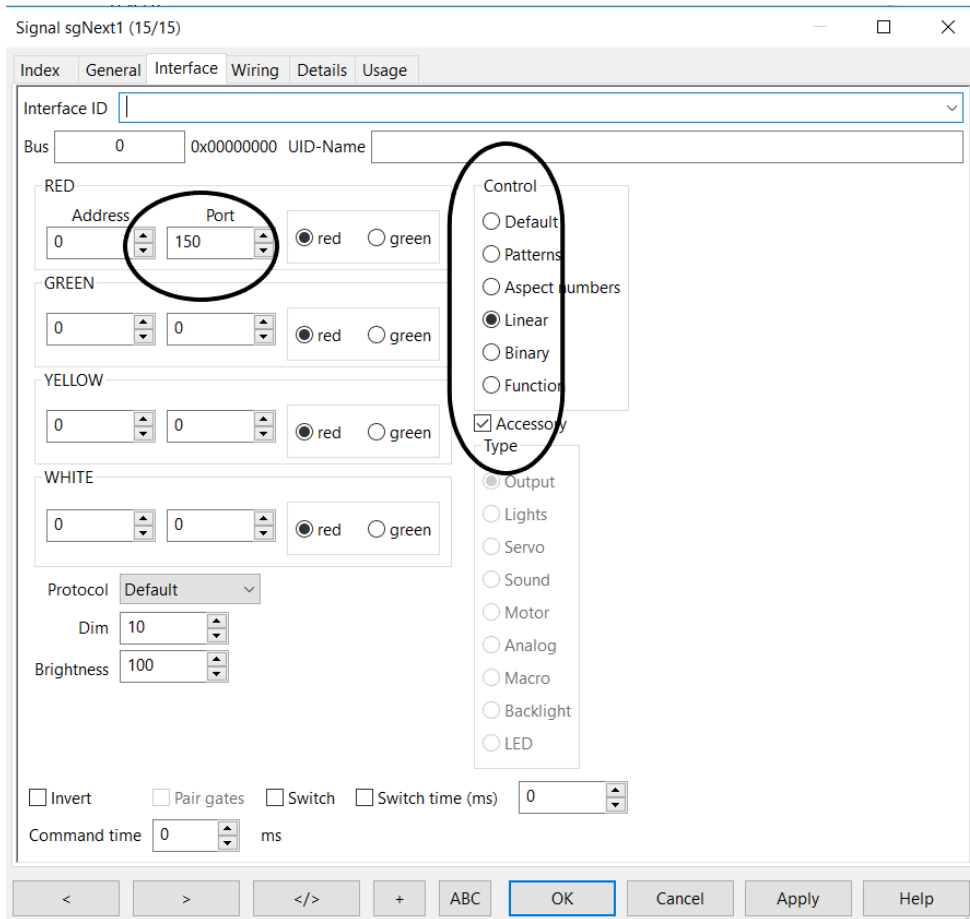 Signal sgNext1 (15/15)
Index General Interface Wiring Details Usage
Interface ID
Bus 0 0x00000000 UID-Name
RED
Address Port
0 150 red green
GREEN
0 0 red green
YELLOW
0 0 red green
WHITE
0 0 red green
Protocol Default
Dim 10
Brightness 100
Control
Default
Patterns
Aspect numbers
Linear
Binary
Function
Accessory
Type
Output
Lights
Servo
Sound
Motor
Analog
Macro
Backlight
LED
Invert Pair gates Switch Switch time (ms) 0
Command time 0 ms
< > </> + ABC OK Cancel Apply Help